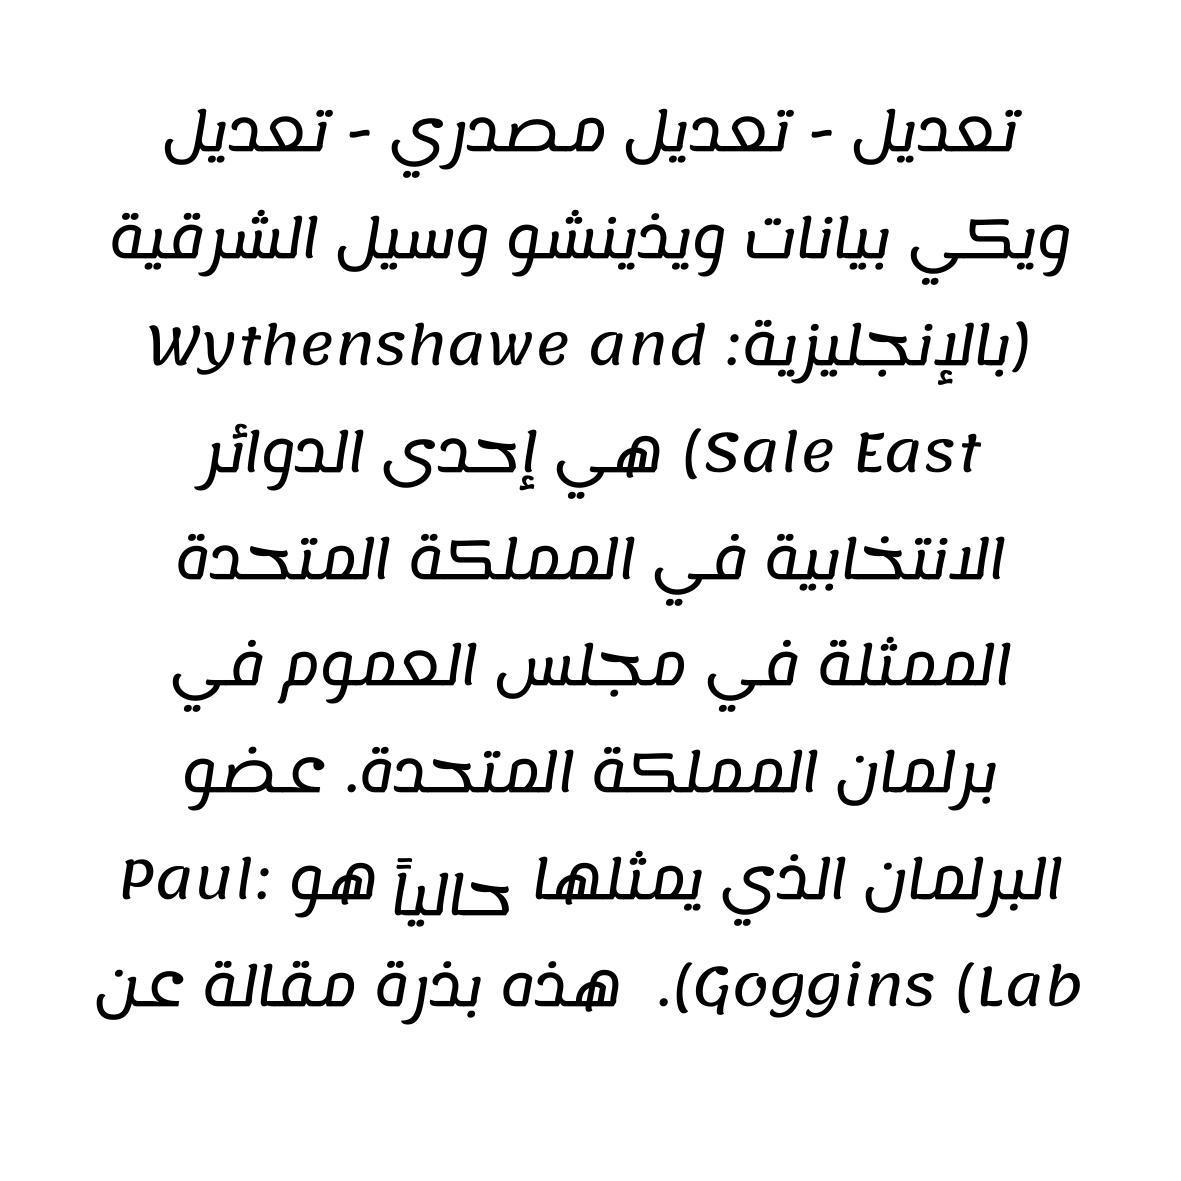 تعديل - تعديل مصدري - تعديل
ويكي بيانات ويذينشو وسيل الشرقية
(بالإنجليزية: Wythenshawe and
Sale East) هي إحدى الدوائر
الانتخابية في المملكة المتحدة
الممثلة في مجلس العموم في
برلمان المملكة المتحدة. عضو
البرلمان الذي يمثلها حالياً هو :Paul
Goggins (Lab).  هذه بذرة مقالة عن